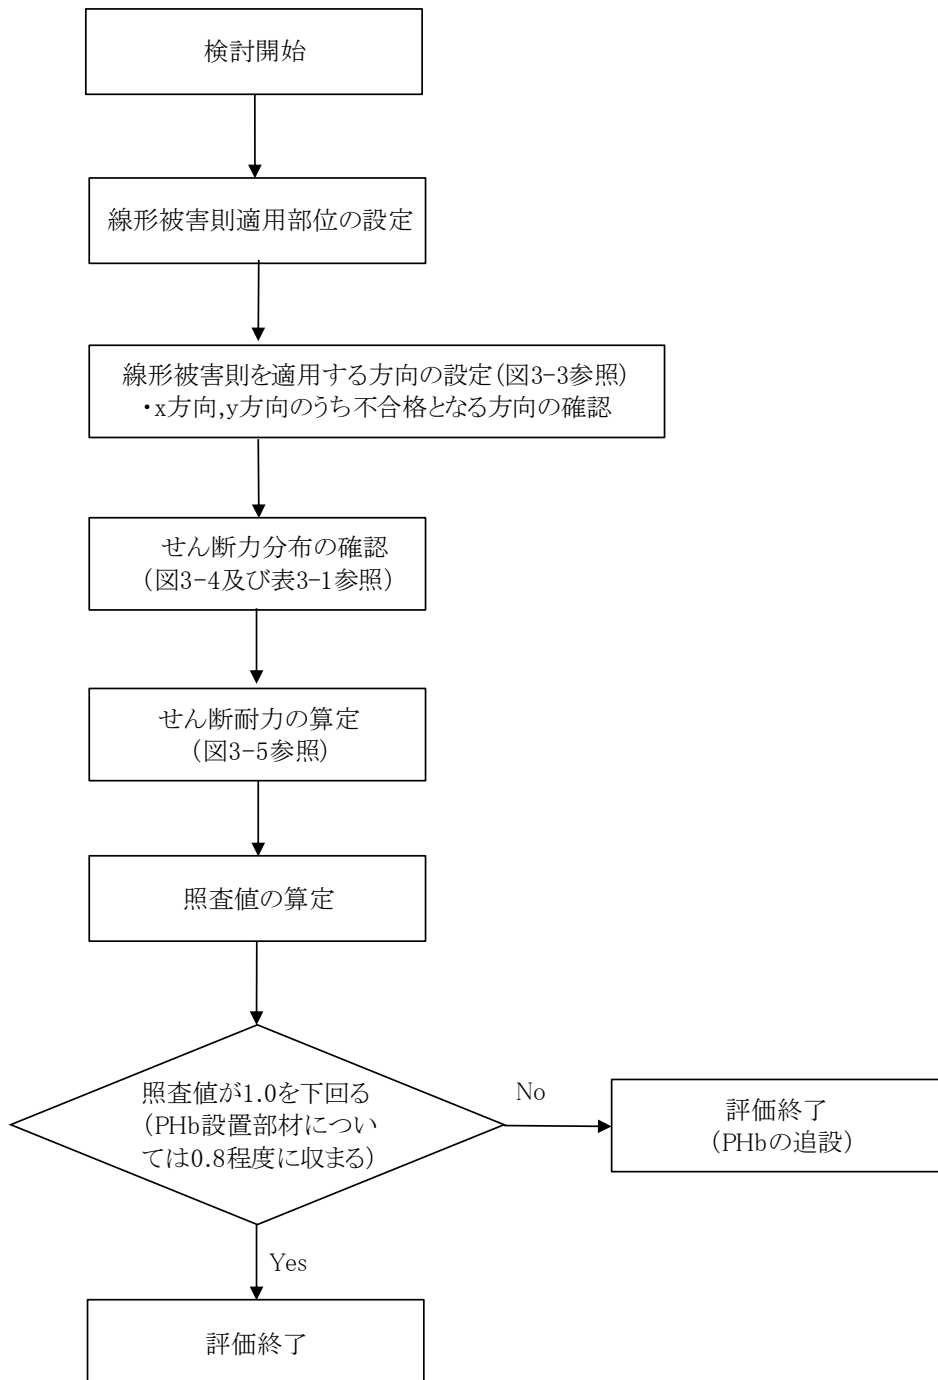 検討開始
線形被害則適用部位の設定
線形被害則を適用する方向の設定(図3-3参照)
・x方向,y方向のうち不合格となる方向の確認
せん断力分布の確認
(図3-4及び表3-1参照)
せん断耐力の算定
(図3-5参照)
照査値の算定
照査値が1.0を下回る
(PHb設置部材につい
ては0.8程度に収まる)
No
評価終了
(PHbの追設)
Yes
評価終了